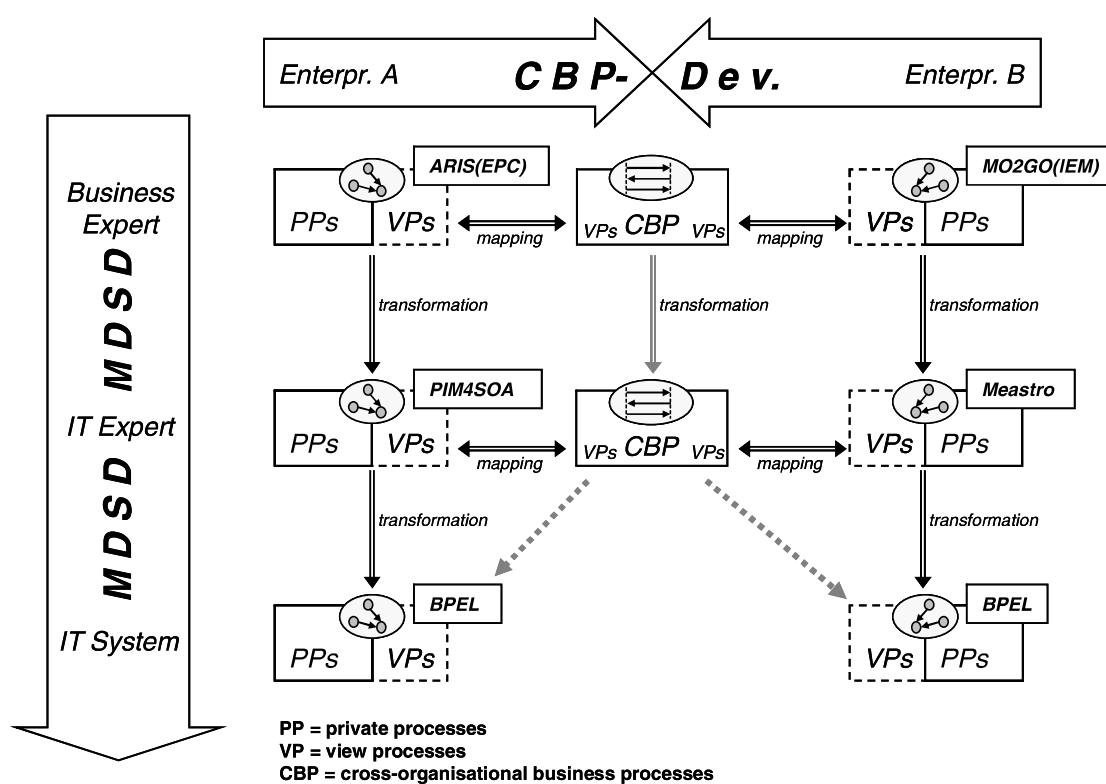 Enterpr. A
C B P-
D e v.
Enterpr. B
Business
Expert
M D S D
IT Expert
M D S D
IT System
ARIS(EPC)
PPs
VPs
mapping
VPs CBP VPs
mapping
MO2GO(IEM)
VPs
PPs
transformation
transformation
transformation
PIM4SOA
PPs
VPs
mapping
VPs CBP VPs
mapping
Meastro
VPs
PPs
transformation
transformation
BPEL
PPs
VPs
BPEL
VPs
PPs
PP = private processes
VP = view processes
CBP = cross-organisational business processes